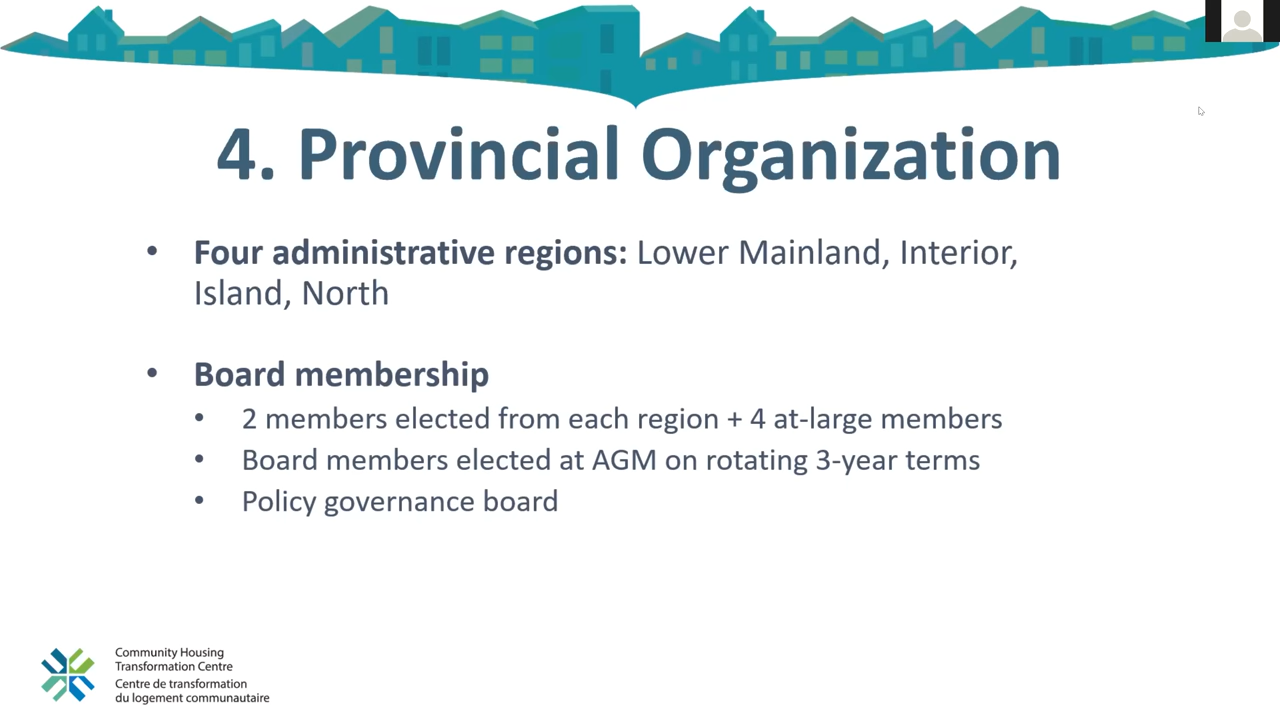 4. Provincial Organization
• Four administrative regions: Lower Mainland, Interior,
Island, North
• Board membership
• 2 members elected from each region + 4 at-large members
• Board members elected at AGM on rotating 3-year terms
• Policy governance board
Community Housing
Transformation Centre
Centre de transformation
du logement communautaire